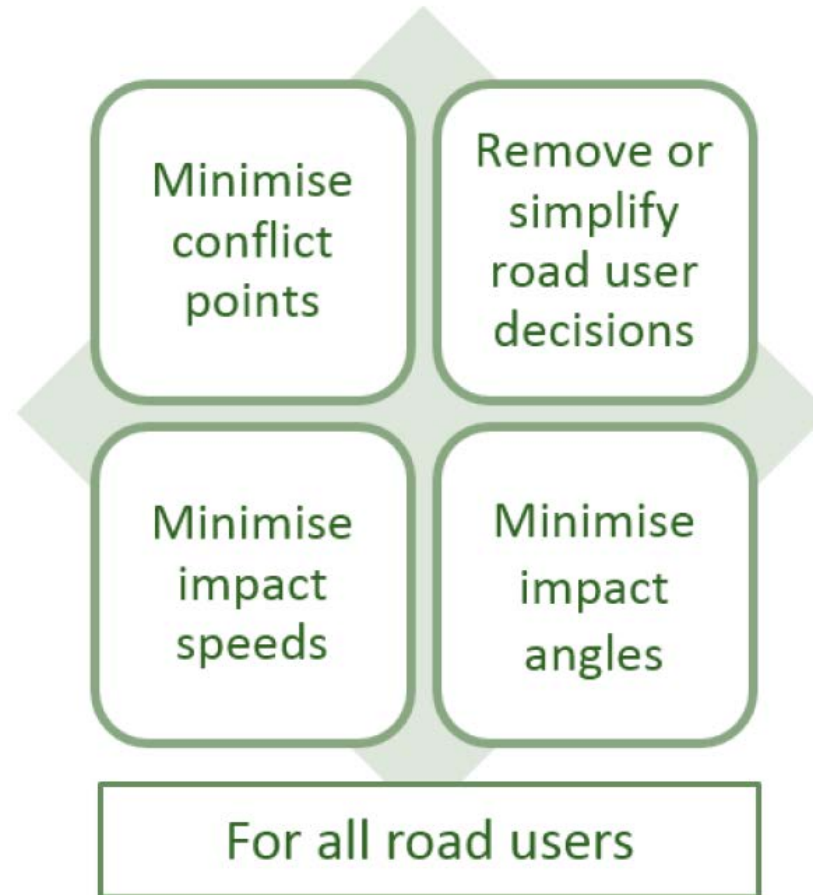 Minimise
conflict
points
Remove or
simplify
road user
decisions
Minimise
impact
speeds
Minimise
impact
angles
For all road users